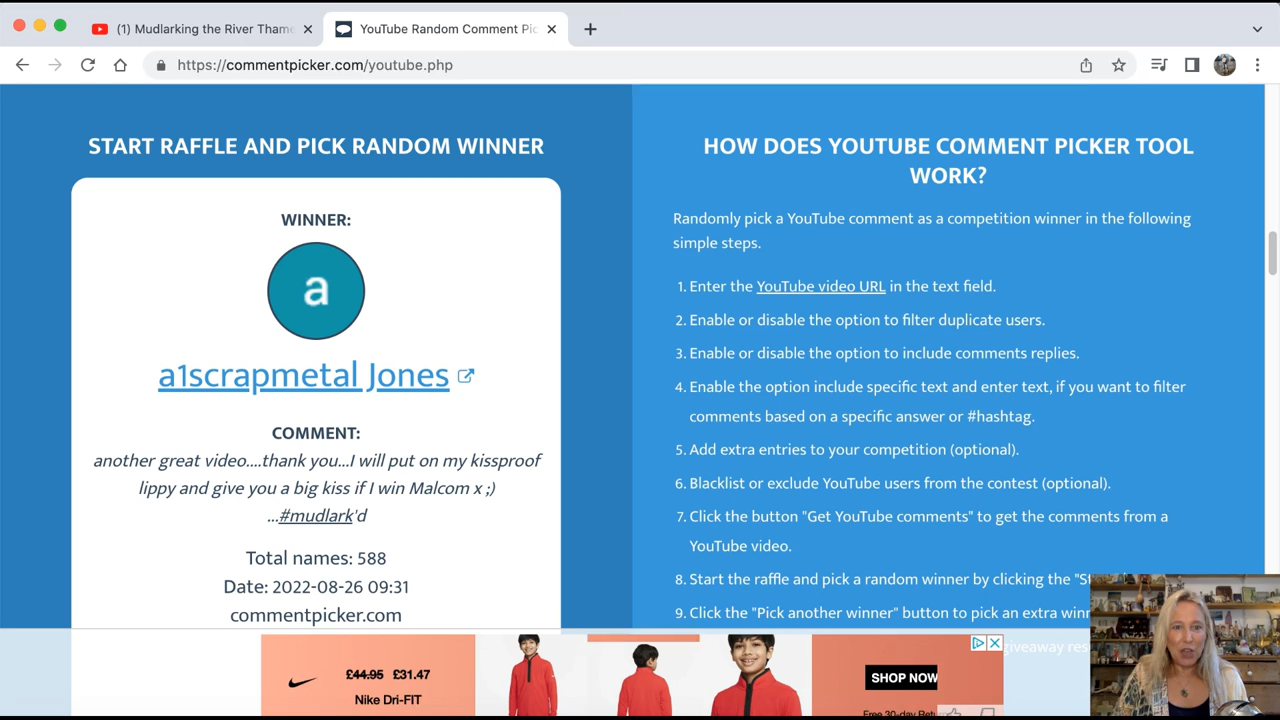 (1) Mudlarking the River Thame
YouTube Random Comment Pic
https://commentpicker.com/youtube.php
START RAFFLE AND PICK RANDOM WINNER
WINNER:
a
a1scrapmetal Jones
COMMENT:
another great video....thank you...I will put on my kissproof
lippy and give you a big kiss if I win Malcom x ;)
...#mudlark'd
Total names: 588
Date: 2022-08-26 09:31
commentpicker.com
HOW DOES YOUTUBE COMMENT PICKER TOOL
WORK?
Randomly pick a YouTube comment as a competition winner in the following
simple steps.
1. Enter the YouTube video URL in the text field.
2. Enable or disable the option to filter duplicate users.
3. Enable or disable the option to include comments replies.
4. Enable the option include specific text and enter text, if you want to filter
comments based on a specific answer or #hashtag.
5. Add extra entries to your competition (optional).
6. Blacklist or exclude YouTube users from the contest (optional).
7. Click the button "Get YouTube comments" to get the comments from a
YouTube video.
8. Start the raffle and pick a random winner by clicking the
9. Click the "Pick another winner" button to pick an extra
giveaway
£44.95 £31.47
Nike Dri-FIT
SHOP NOW
Free 30-day